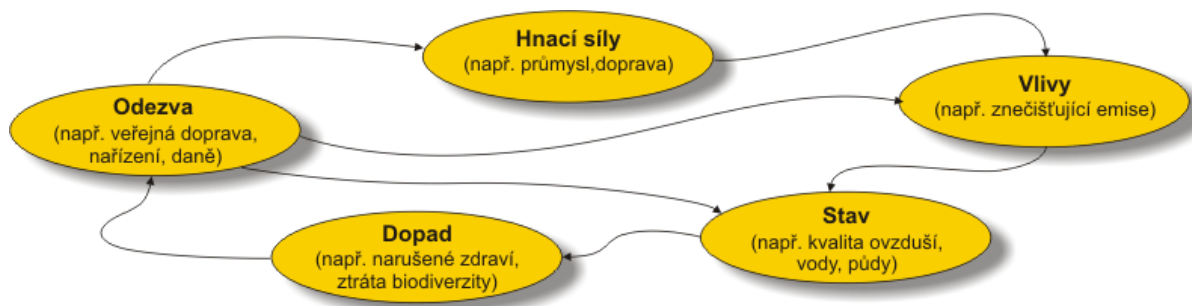 Hnací síly
(např. průmysl,doprava)
Vlivy
(např. znečišťující emise)
Odezva
(např. veřejná doprava,
nařízení, daně)
Stav
(např. kvalita ovzduší,
vody, půdy)
Dopad
(např. narušené zdraví,
ztráta biodiverzity)